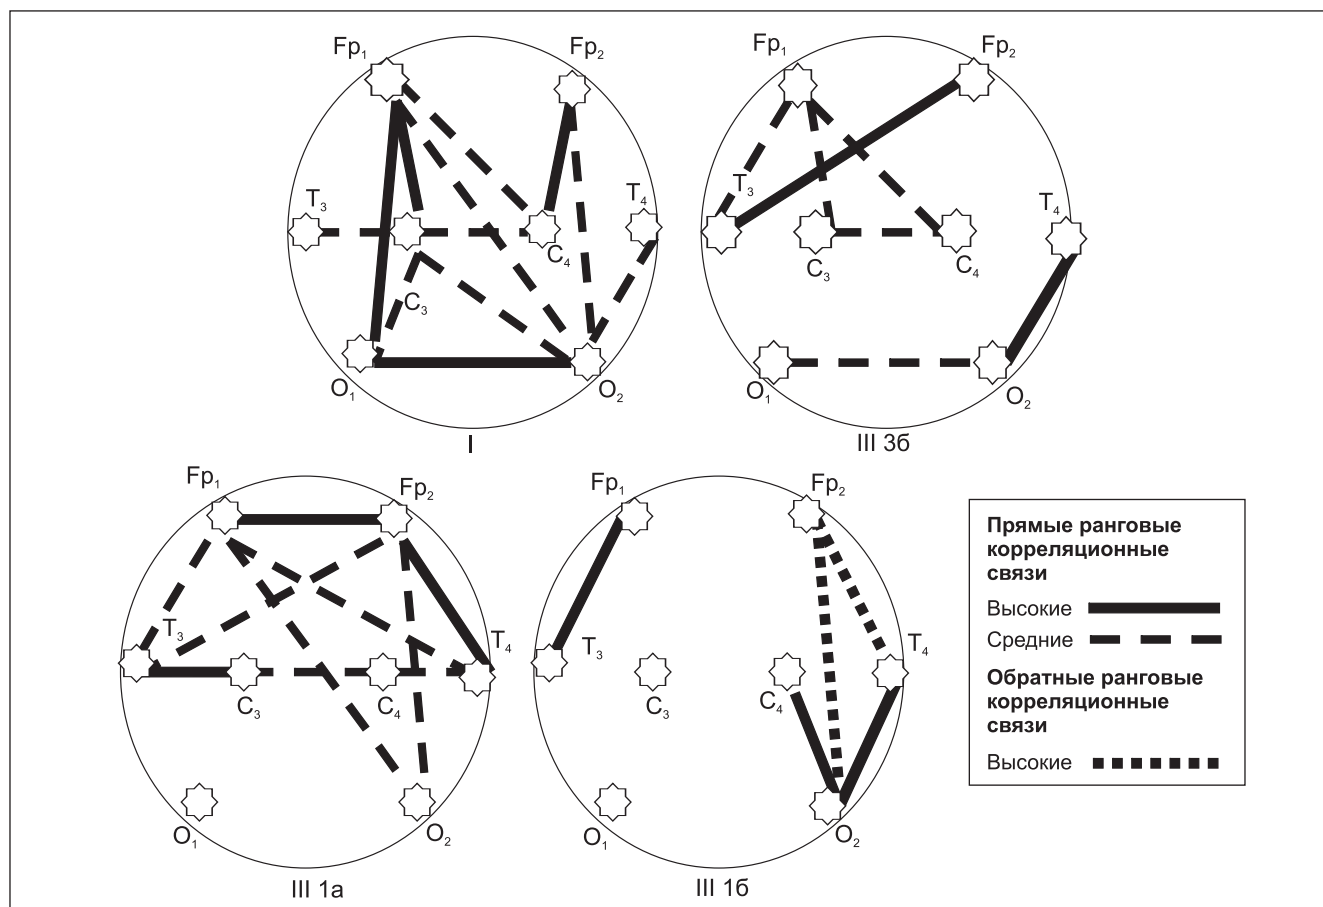 Fp₁
Fp₂
T₃
T₄
C₃
C₄
O₁
O₂
I
Fp₁
Fp₂
T₃
T₄
C₃
C₄
O₁
O₂
III 3б
Fp₁
Fp₂
T₃
T₄
C₃
C₄
O₁
O₂
III 1а
Fp₁
Fp₂
T₃
T₄
C₃
C₄
O₁
O₂
III 1б
Прямые ранговые
корреляционные
связи
Высокие
Средние
Обратные ранговые
корреляционные
связи
Высокие